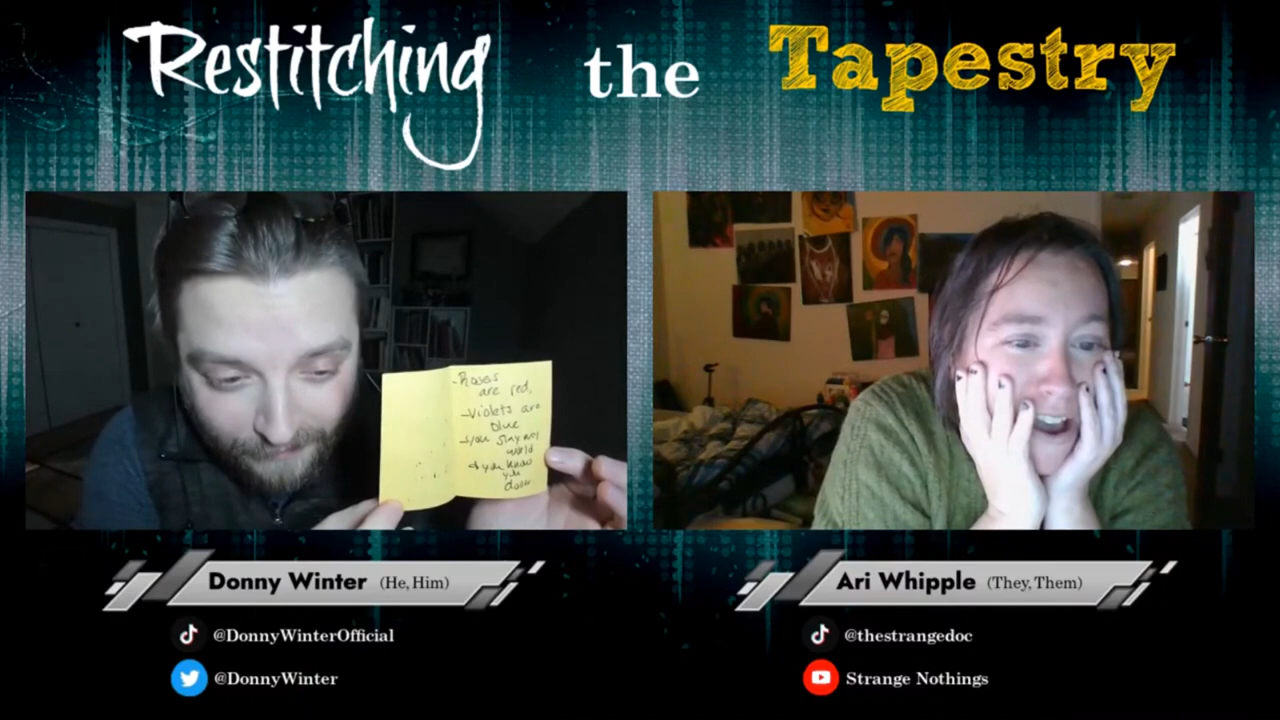 Restitching the Tapestry
-Roses
are red,
-Violets are
blue
-you slay my
world
& you know
you
do
Donny Winter (He, Him)
@DonnyWinterOfficial
@DonnyWinter
Ari Whipple (They, Them)
@thestrangedoc
Strange Nothings